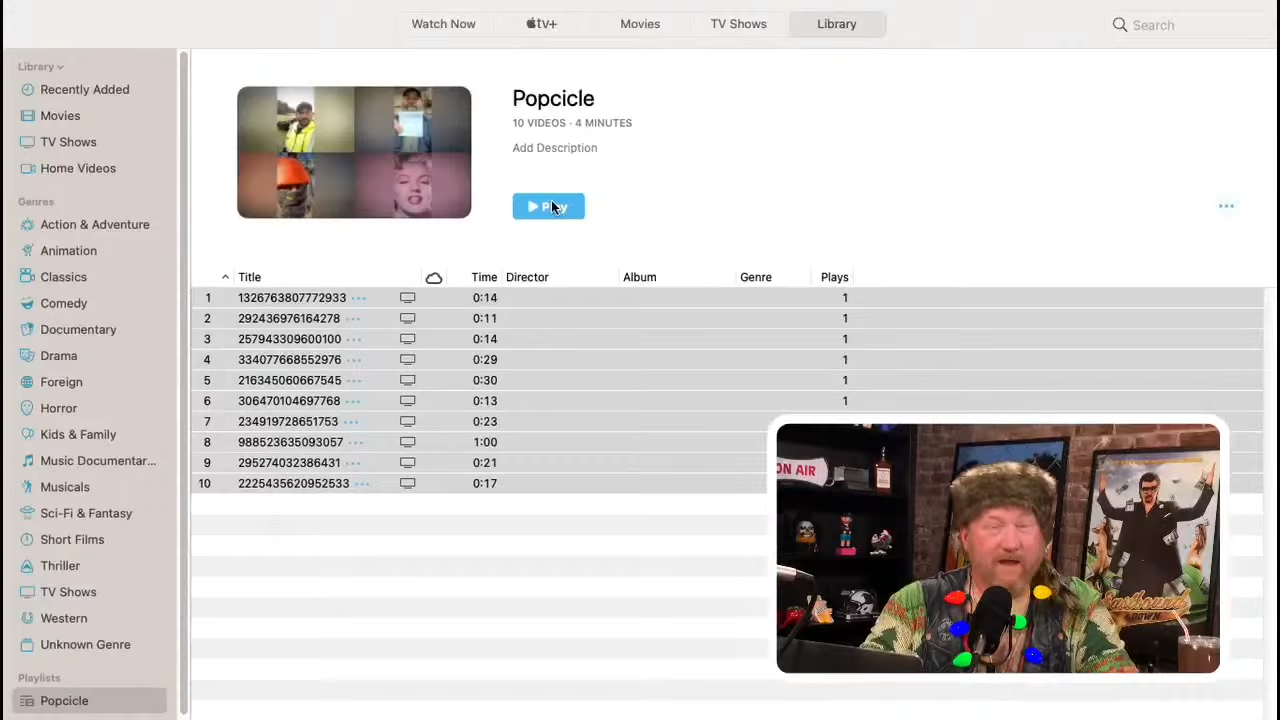 Watch Now
tv+
Movies
TV Shows
Library
Search
Library
Recently Added
Movies
TV Shows
Home Videos
Genres
Action & Adventure
Animation
Classics
Comedy
Documentary
Drama
Foreign
Horror
Kids & Family
Music Documentar...
Musicals
Sci-Fi & Fantasy
Short Films
Thriller
TV Shows
Western
Unknown Genre
Playlists
Popcicle
Popcicle
10 VIDEOS · 4 MINUTES
Add Description
Play
Title Time Director Album Genre Plays
1 1326763807772933 ... 0:14 1
2 292436976164278 ... 0:11 1
3 257943309600100 ... 0:14 1
4 334077668552976 ... 0:29 1
5 216345060667545 ... 0:30 1
6 306470104697768 ... 0:13 1
7 234919728651753 ... 0:23
8 988523635093057 ... 1:00
9 295274032386431 ... 0:21
10 2225435620952533 ... 0:17
ON AIR
Eastbound
& DOWN